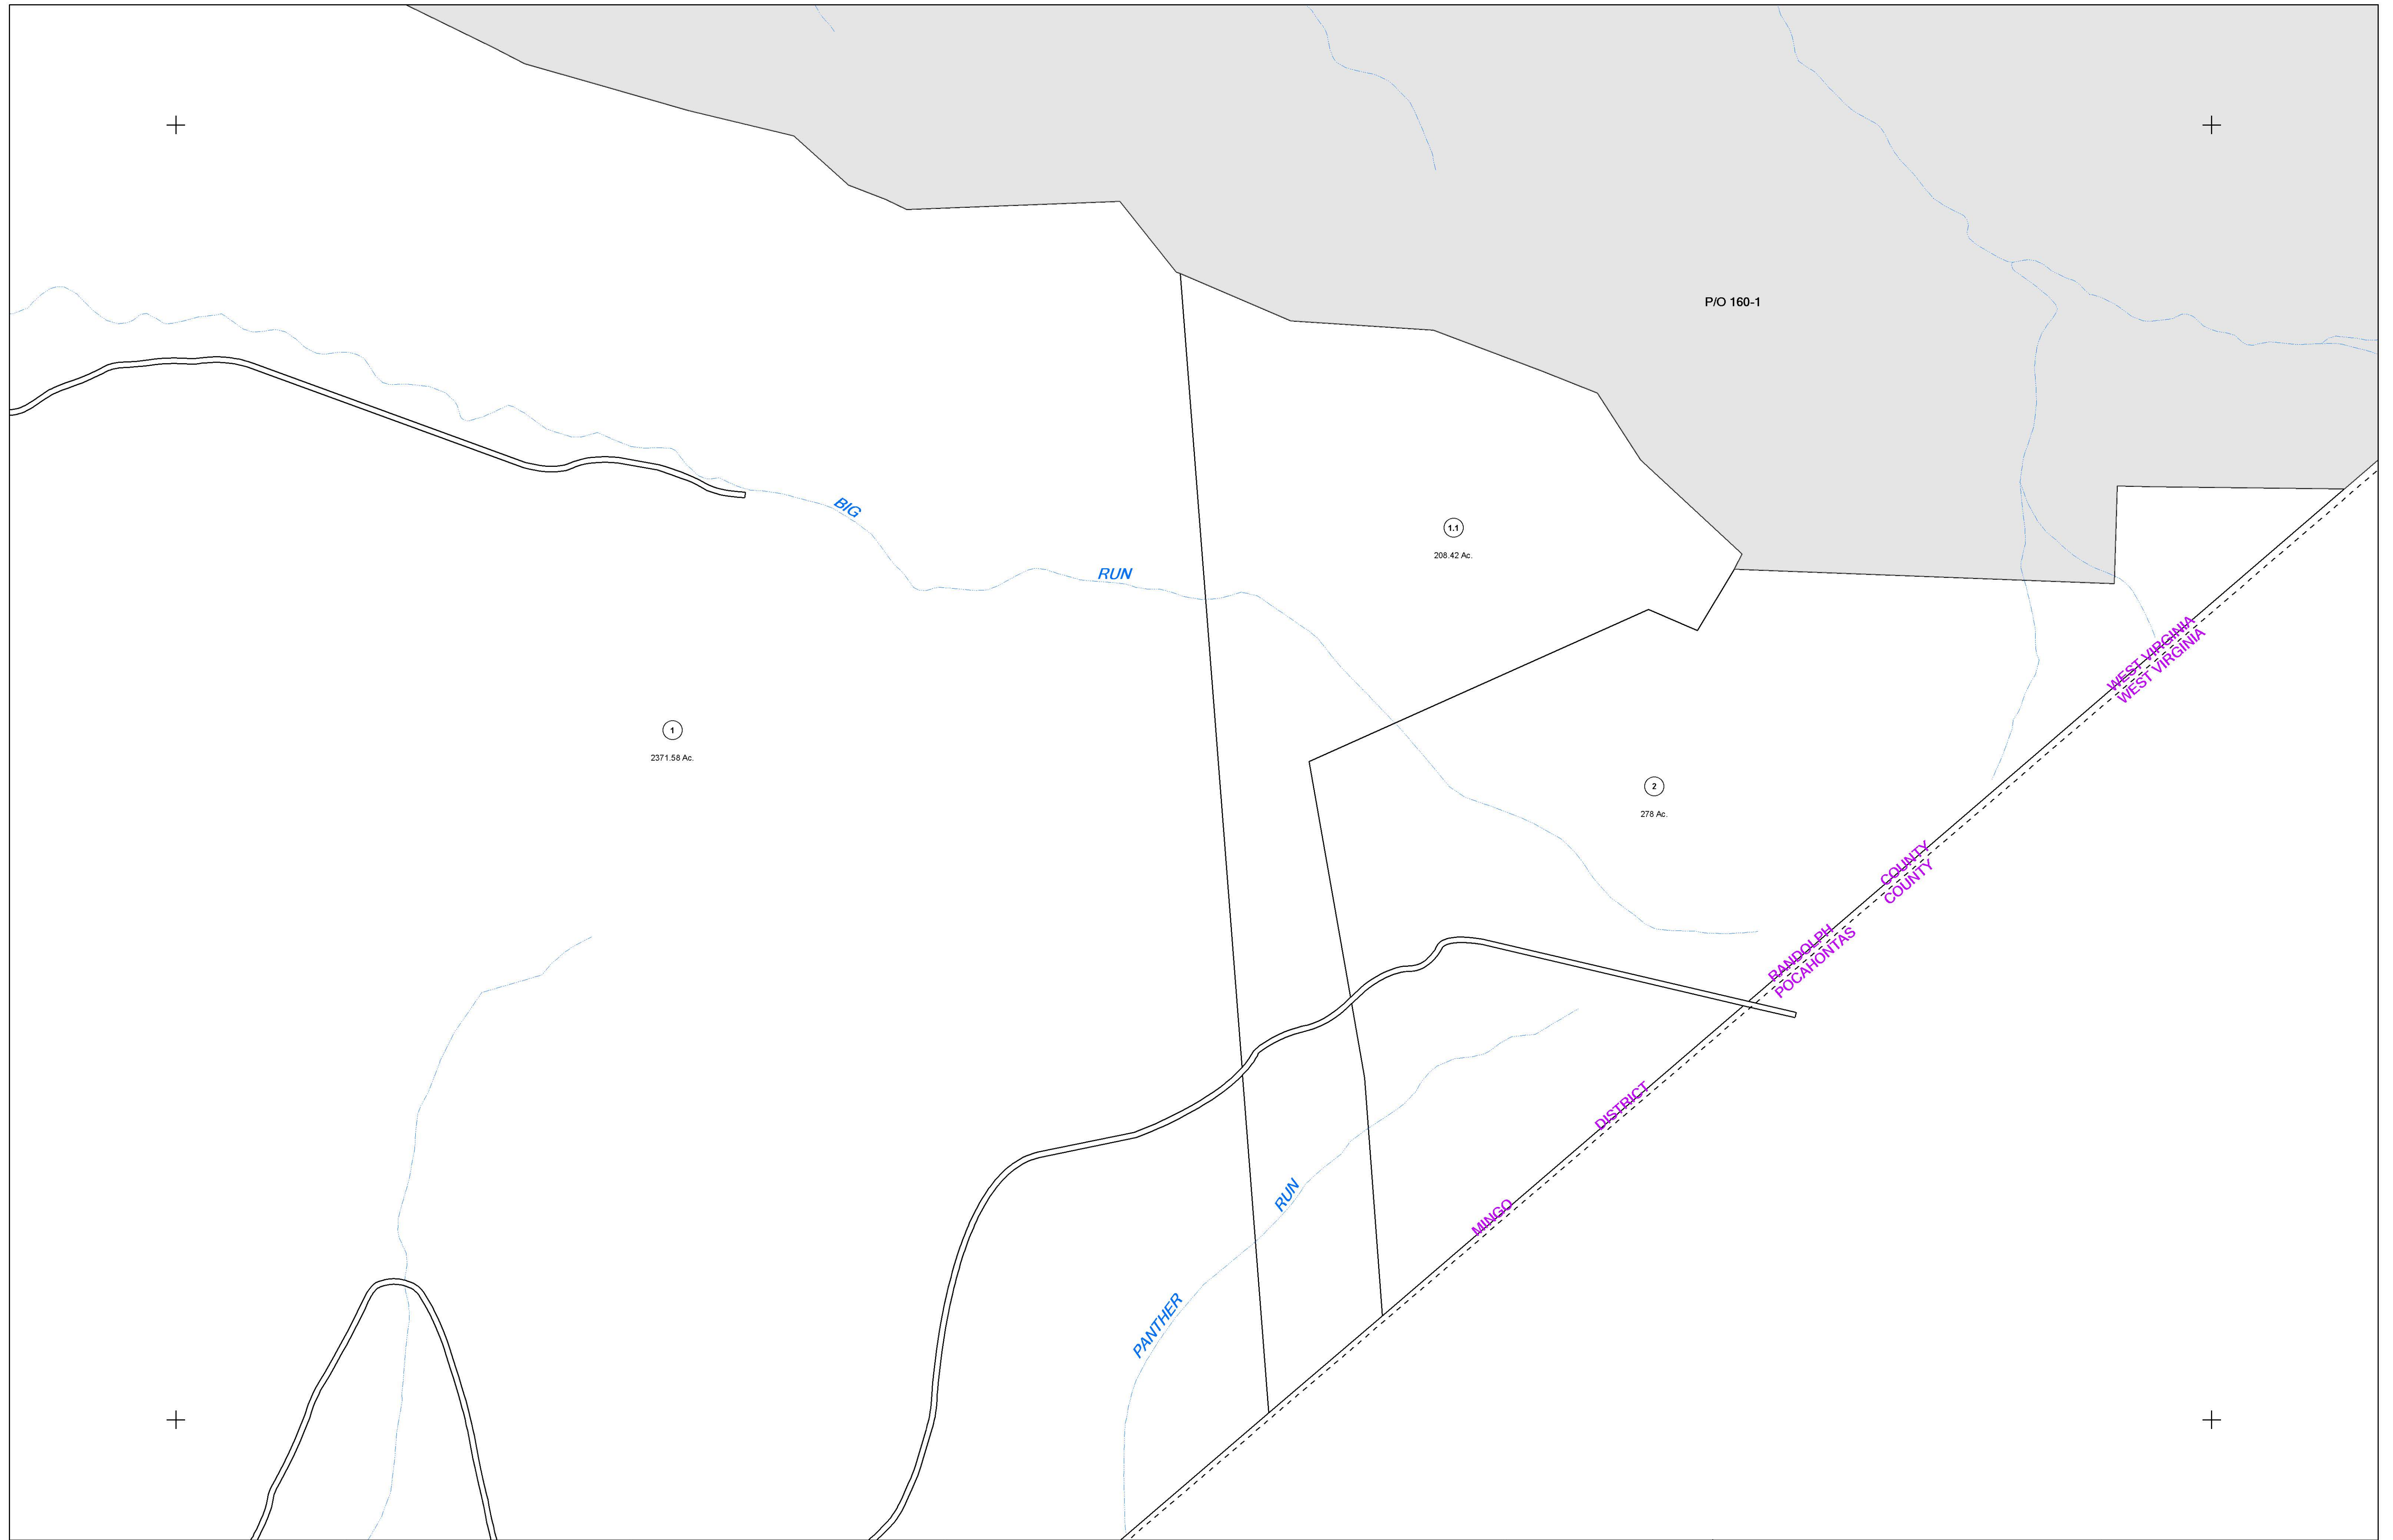 P/O 160-1
BIG
RUN
1.1
208.42 Ac.
WEST VIRGINIA
WEST VIRGINIA
1
2371.58 Ac.
2
278 Ac.
COUNTY
COUNTY
RANDOLPH
POCAHONTAS
DISTRICT
MINGO
RUN
PANTHER